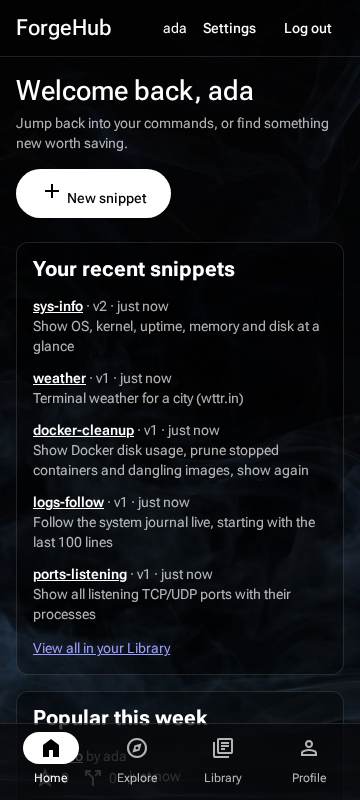 ForgeHub
ada Settings Log out
Welcome back, ada
Jump back into your commands, or find something
new worth saving.
New snippet
Your recent snippets
sys-info · v2 · just now
Show OS, kernel, uptime, memory and disk at a
glance
weather · v1 · just now
Terminal weather for a city (wttr.in)
docker-cleanup · v1 · just now
Show Docker disk usage, prune stopped
containers and dangling images, show again
logs-follow · v1 · just now
Follow the system journal live, starting with the
last 100 lines
ports-listening · v1 · just now
Show all listening TCP/UDP ports with their
processes
View all in your Library
Popular this week
by ada
now
Home Explore Library Profile